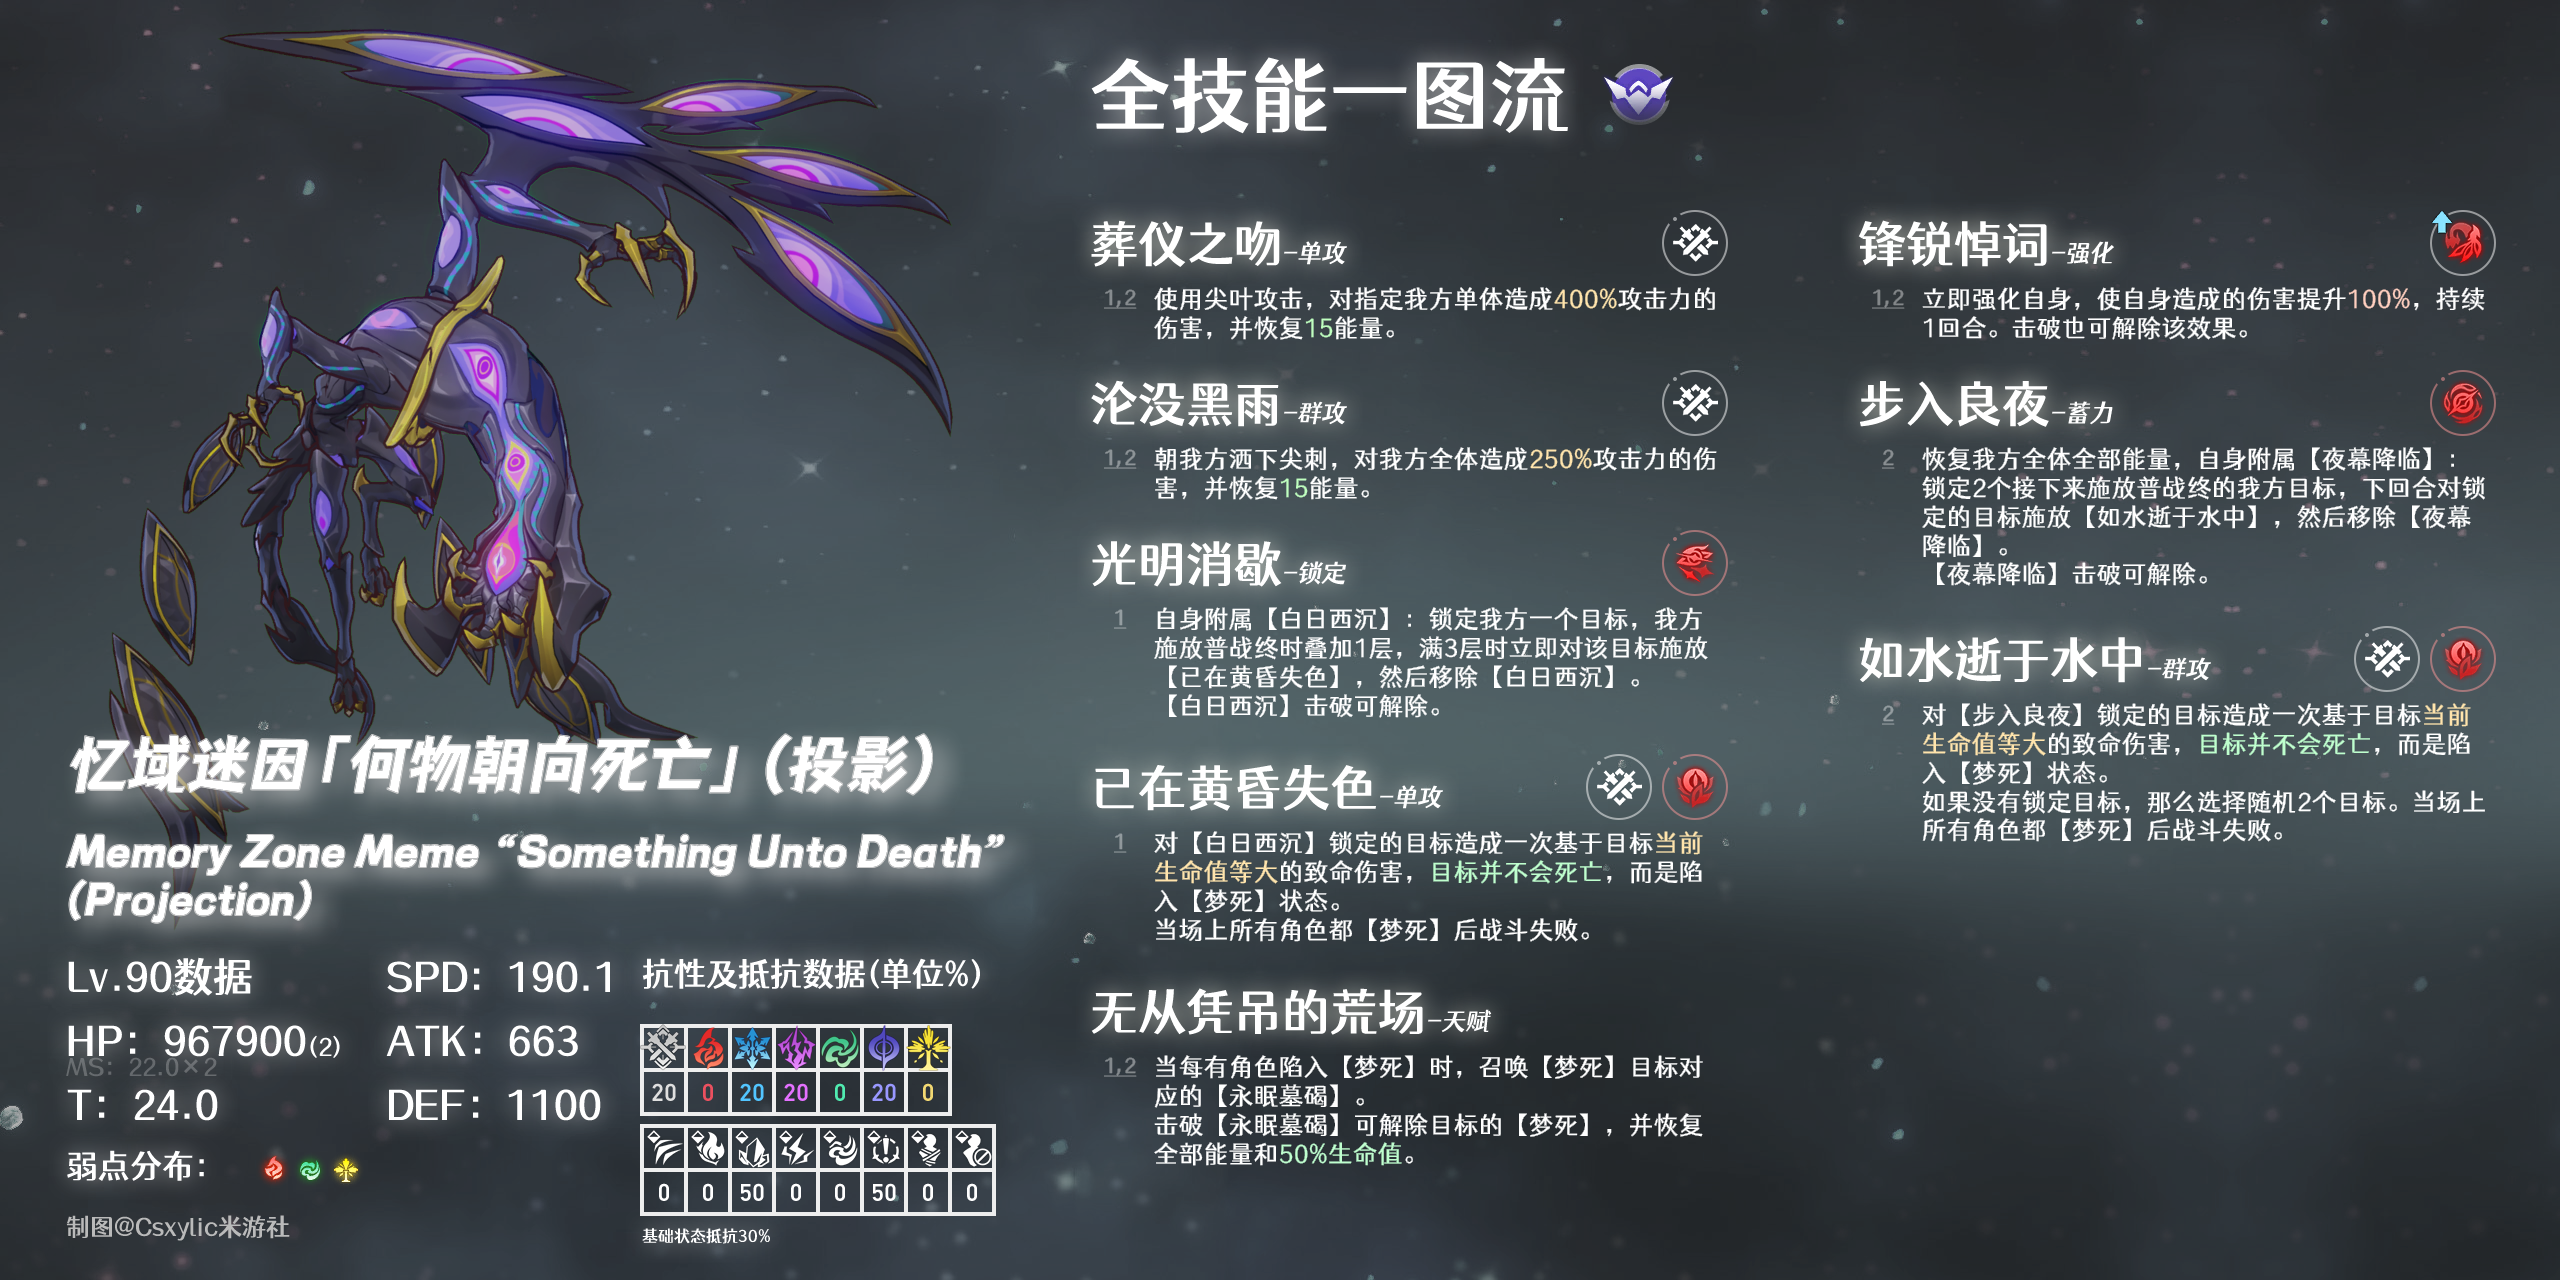 全技能一图流
葬仪之吻–单攻
1,2 使用尖叶攻击，对指定我方单体造成400%攻击力的
伤害，并恢复15能量。
沦没黑雨–群攻
1,2 朝我方洒下尖刺，对我方全体造成250%攻击力的伤
害，并恢复15能量。
光明消歇–锁定
1 自身附属【白日西沉】：锁定我方一个目标，我方
施放普战终时叠加1层，满3层时立即对该目标施放
【已在黄昏失色】，然后移除【白日西沉】。
【白日西沉】击破可解除。
已在黄昏失色–单攻
1 对【白日西沉】锁定的目标造成一次基于目标当前
生命值等大的致命伤害，目标并不会死亡，而是陷
入【梦死】状态。
当场上所有角色都【梦死】后战斗失败。
无从凭吊的荒场–天赋
1,2 当每有角色陷入【梦死】时，召唤【梦死】目标对
应的【永眠墓碣】。
击破【永眠墓碣】可解除目标的【梦死】，并恢复
全部能量和50%生命值。
锋锐悼词–强化
1,2 立即强化自身，使自身造成的伤害提升100%，持续
1回合。击破也可解除该效果。
步入良夜–蓄力
2 恢复我方全体全部能量，自身附属【夜幕降临】：
锁定2个接下来施放普战终的我方目标，下回合对锁
定的目标施放【如水逝于水中】，然后移除【夜幕
降临】。
【夜幕降临】击破可解除。
如水逝于水中–群攻
2 对【步入良夜】锁定的目标造成一次基于目标当前
生命值等大的致命伤害，目标并不会死亡，而是陷
入【梦死】状态。
如果没有锁定目标，那么选择随机2个目标。当场上
所有角色都【梦死】后战斗失败。
忆域迷因「何物朝向死亡」（投影）
Memory Zone Meme “Something Unto Death”
(Projection)
Lv.90数据 SPD：190.1
HP：967900(2) ATK：663
MS：22.0×2
T：24.0 DEF：1100
弱点分布：
抗性及抵抗数据(单位%)
20 0 20 20 0 20 0
0 0 50 0 0 50 0 0
基础状态抵抗30%
制图@Csxylic米游社